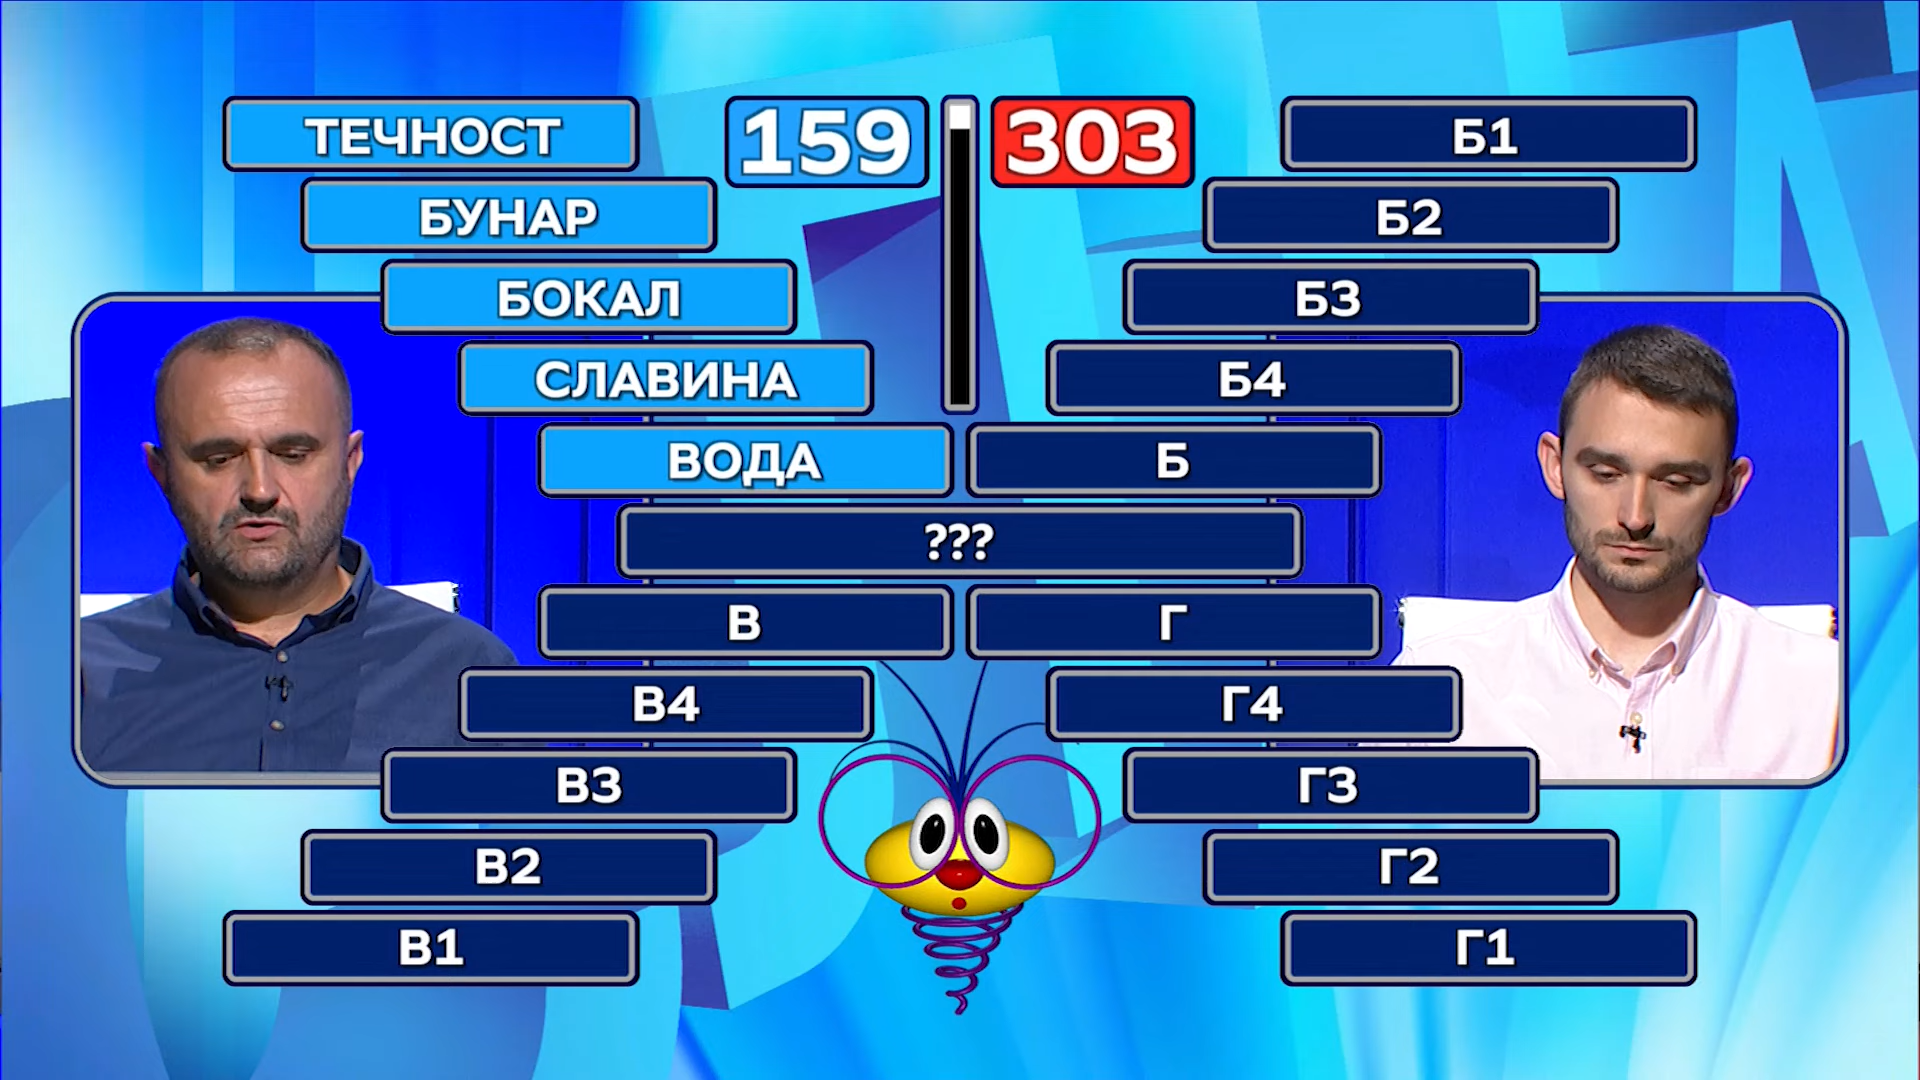 ТЕЧНОСТ
159
303
Б1
БУНАР
Б2
БОКАЛ
Б3
СЛАВИНА
Б4
ВОДА
Б
???
В
Г
В4
Г4
В3
Г3
В2
Г2
В1
Г1